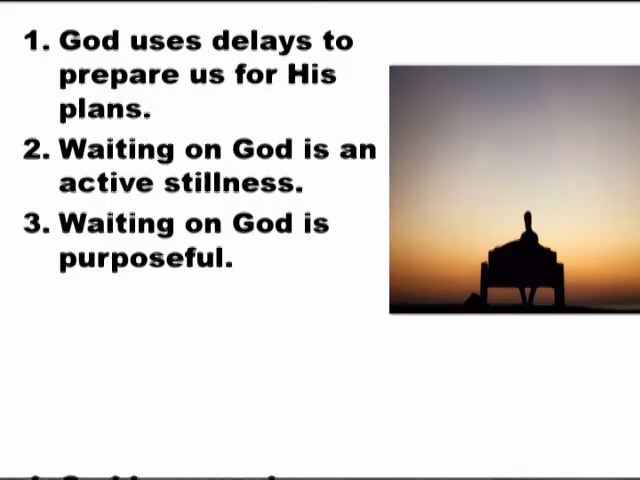 1. God uses delays to
prepare us for His
plans.
2. Waiting on God is an
active stillness.
3. Waiting on God is
purposeful.